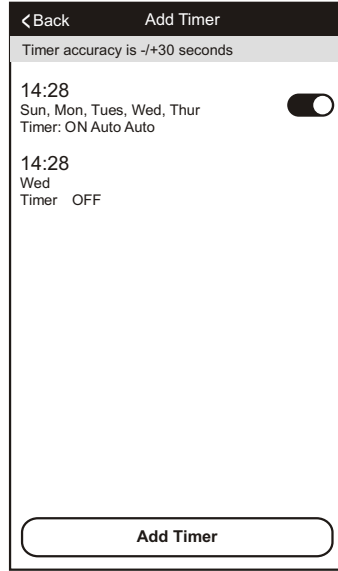 Back Add Timer
Timer accuracy is -/+30 seconds
14:28
Sun, Mon, Tues, Wed, Thur
Timer: ON Auto Auto
14:28
Wed
Timer OFF
Add Timer